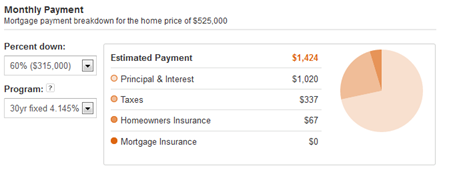 Monthly Payment
Mortgage payment breakdown for the home price of $525,000
Percent down:
60% ($315,000)
Program: ?
30yr fixed 4.145%
Estimated Payment $1,424
Principal & Interest $1,020
Taxes $337
Homeowners Insurance $67
Mortgage Insurance $0